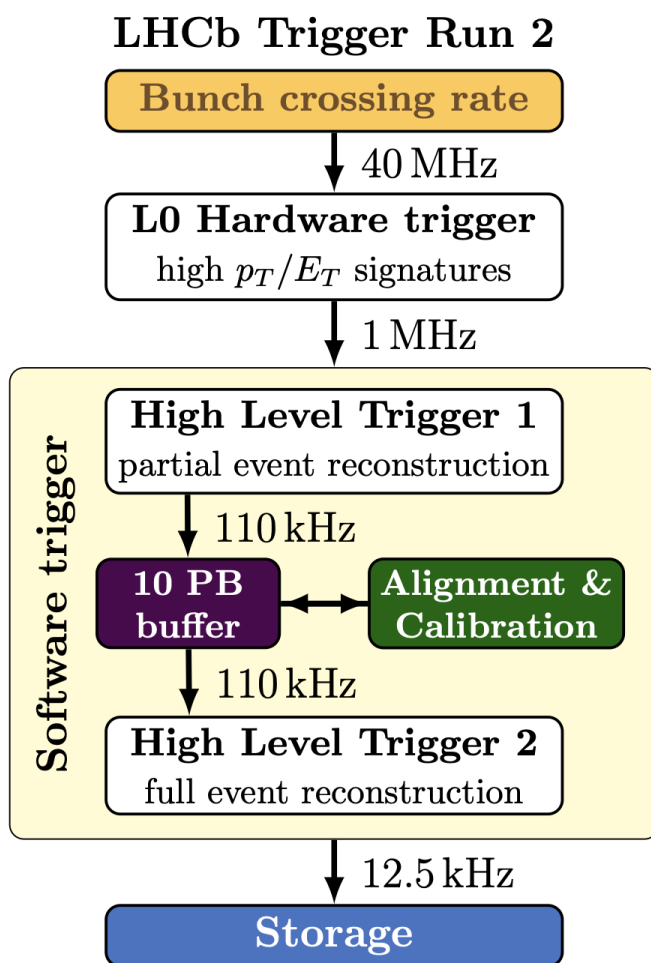 LHCb Trigger Run 2
Bunch crossing rate
40 MHz
L0 Hardware trigger
high p_T/E_T signatures
1 MHz
Software trigger
High Level Trigger 1
partial event reconstruction
110 kHz
10 PB
buffer
Alignment &
Calibration
110 kHz
High Level Trigger 2
full event reconstruction
12.5 kHz
Storage